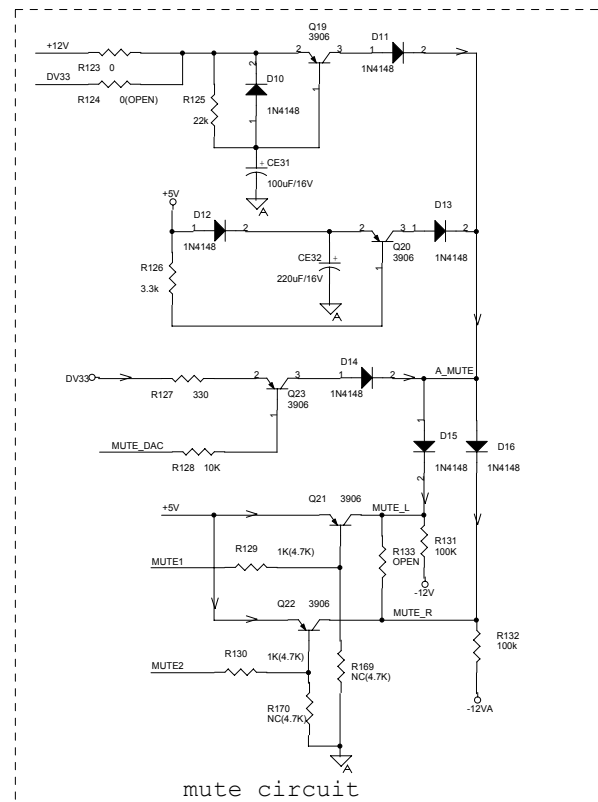 Q19
3906
D11
+12V
2
3
1
2
R123 0
DV33
R124 0(OPEN)
R125
22k
2
D10
1N4148
1
1
1N4148
CE31
+
100uF/16V
A
+5V
D12
1
2
1N4148
2
3
Q20
3906
1
D13
1
2
1N4148
R126
3.3k
CE32
+
220uF/16V
A
DV33
R127 330
2
3
Q23
3906
1
D14
1
2
1N4148
A_MUTE
MUTE_DAC
R128 10K
1
D15
1N4148
2
D16
1N4148
Q21 3906
+5V
MUTE_L
R129 1K(4.7K)
MUTE1
R133
OPEN
R131
100K
-12V
Q22 3906
MUTE_R
R130 1K(4.7K)
MUTE2
R169
NC(4.7K)
R132
100k
R170
NC(4.7K)
-12VA
A
mute circuit